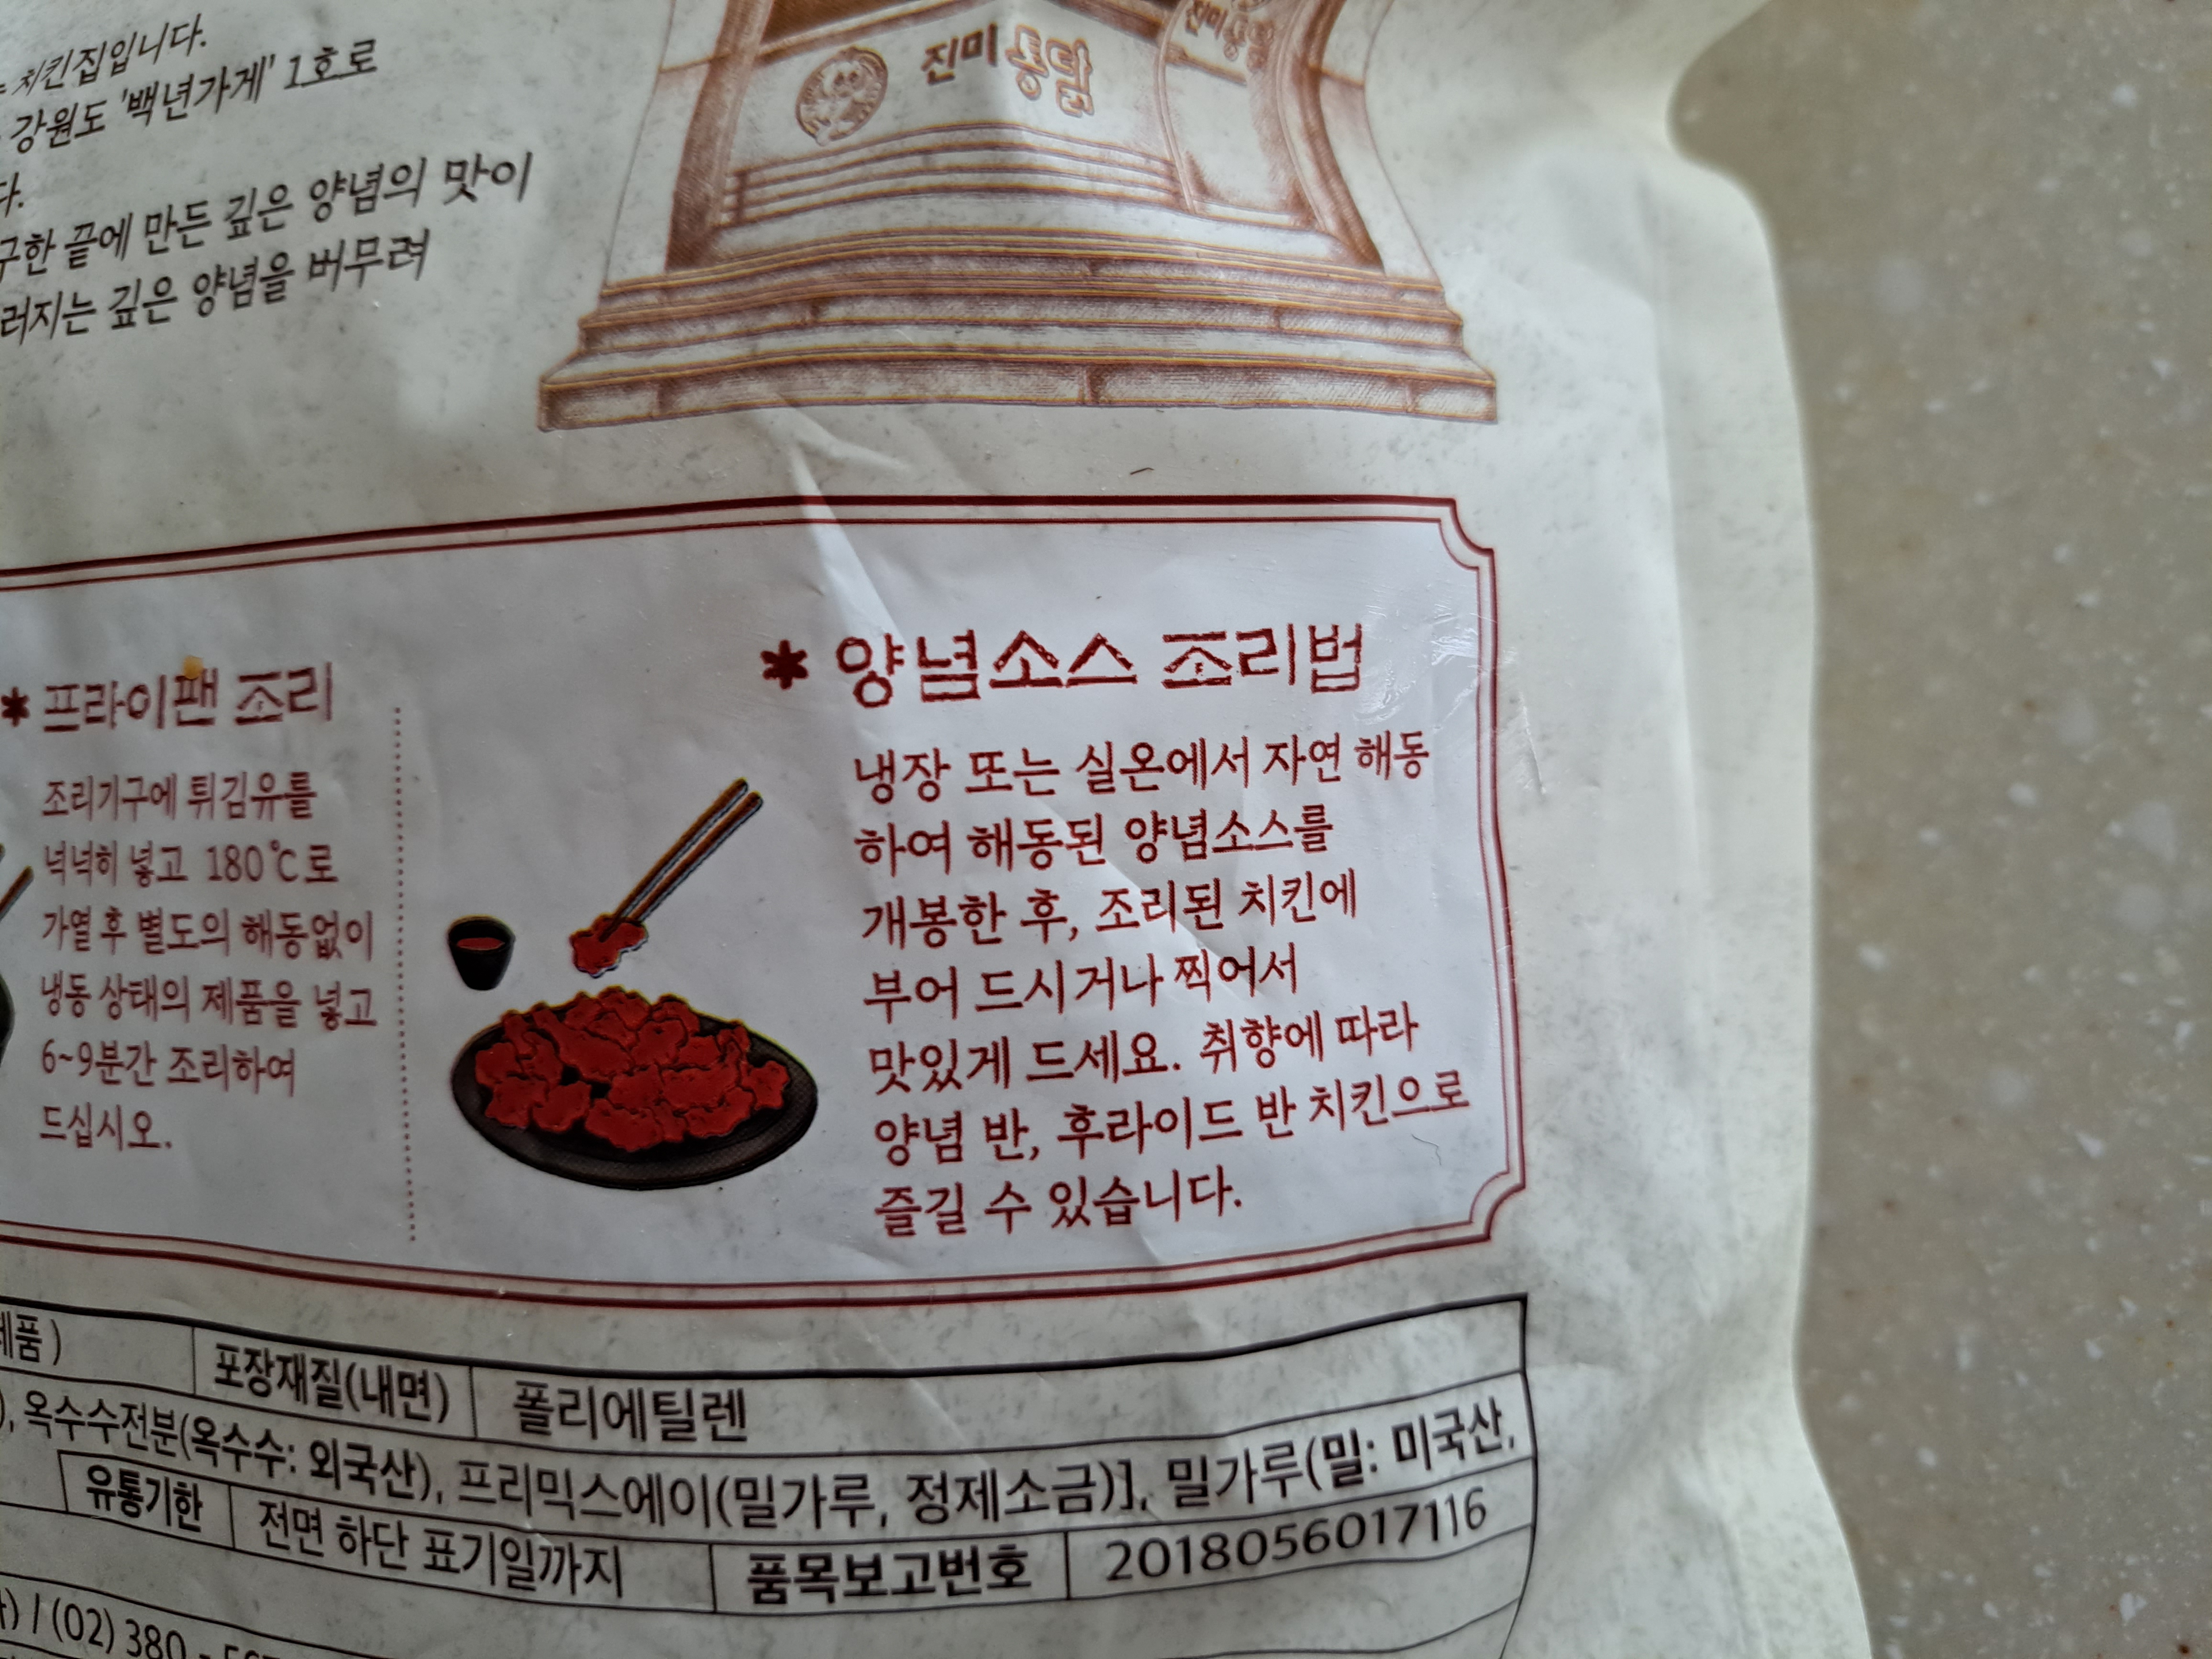 치킨집입니다.
강원도 '백년가게' 1호로
다.
구한 끝에 만든 깊은 양념의 맛이
러지는 깊은 양념을 버무려
진미 통닭
진미통닭
* 프라이팬 조리
조리기구에 튀김유를
넉넉히 넣고 180℃로
가열 후 별도의 해동없이
냉동 상태의 제품을 넣고
6~9분간 조리하여
드십시오.
* 양념소스 조리법
냉장 또는 실온에서 자연 해동
하여 해동된 양념소스를
개봉한 후, 조리된 치킨에
부어 드시거나 찍어서
맛있게 드세요. 취향에 따라
양념 반, 후라이드 반 치킨으로
즐길 수 있습니다.
제품) 포장재질(내면) 폴리에틸렌
), 옥수수전분(옥수수: 외국산), 프리믹스에이(밀가루, 정제소금)], 밀가루(밀: 미국산,
유통기한 전면 하단 표기일까지 품목보고번호 2018056017116
) / (02) 380 -